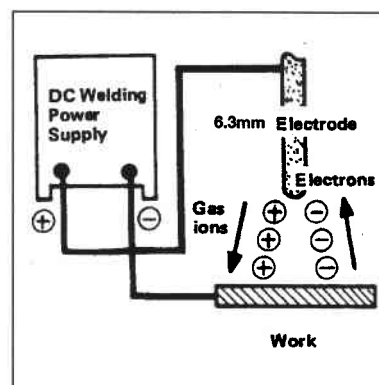 DC Welding
Power
Supply
6.3mm Electrode
Electrons
Gas
ions
+ −
+ −
+ −
+ −
Work